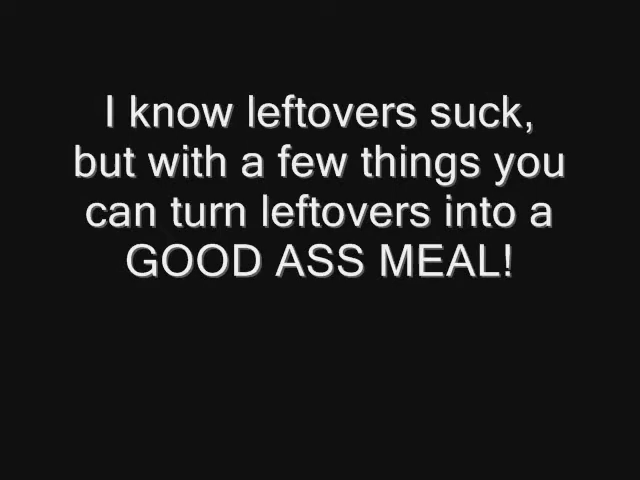 I know leftovers suck,
but with a few things you
can turn leftovers into a
GOOD ASS MEAL!